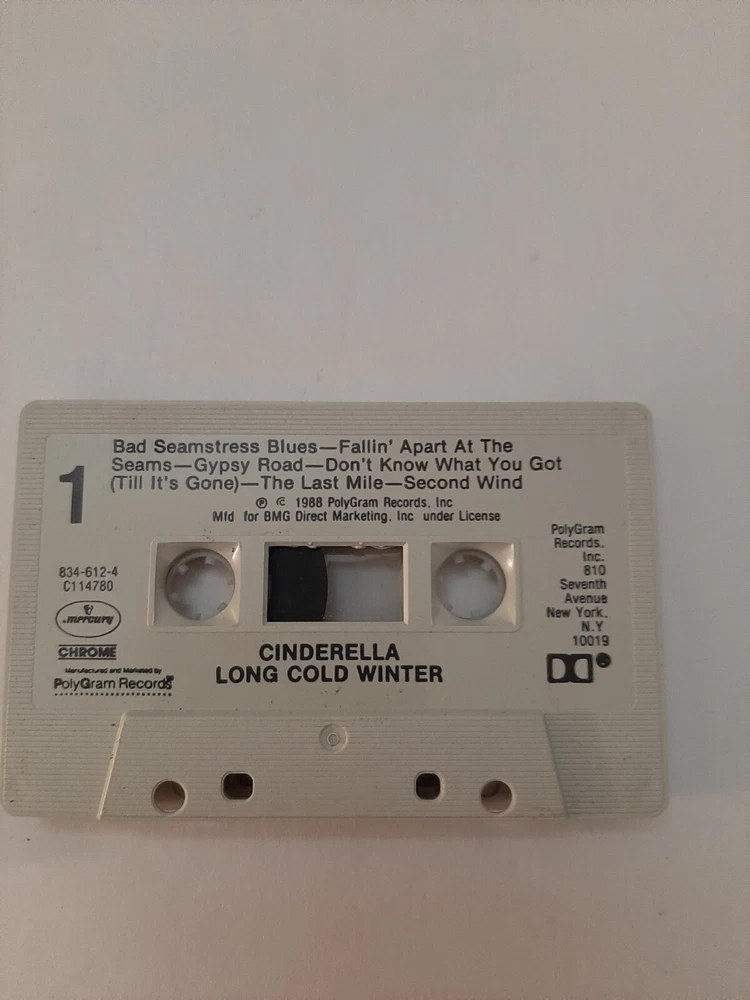 1
Bad Seamstress Blues—Fallin' Apart At The
Seams—Gypsy Road—Don't Know What You Got
(Till It's Gone)—The Last Mile—Second Wind
℗ © 1988 PolyGram Records, Inc
Mfd for BMG Direct Marketing, Inc under License
834-612-4
C114780
mercury
CHROME
Manufactured and Marketed by
PolyGram Records
PolyGram
Records,
Inc.
810
Seventh
Avenue
New York,
N.Y
10019
CINDERELLA
LONG COLD WINTER